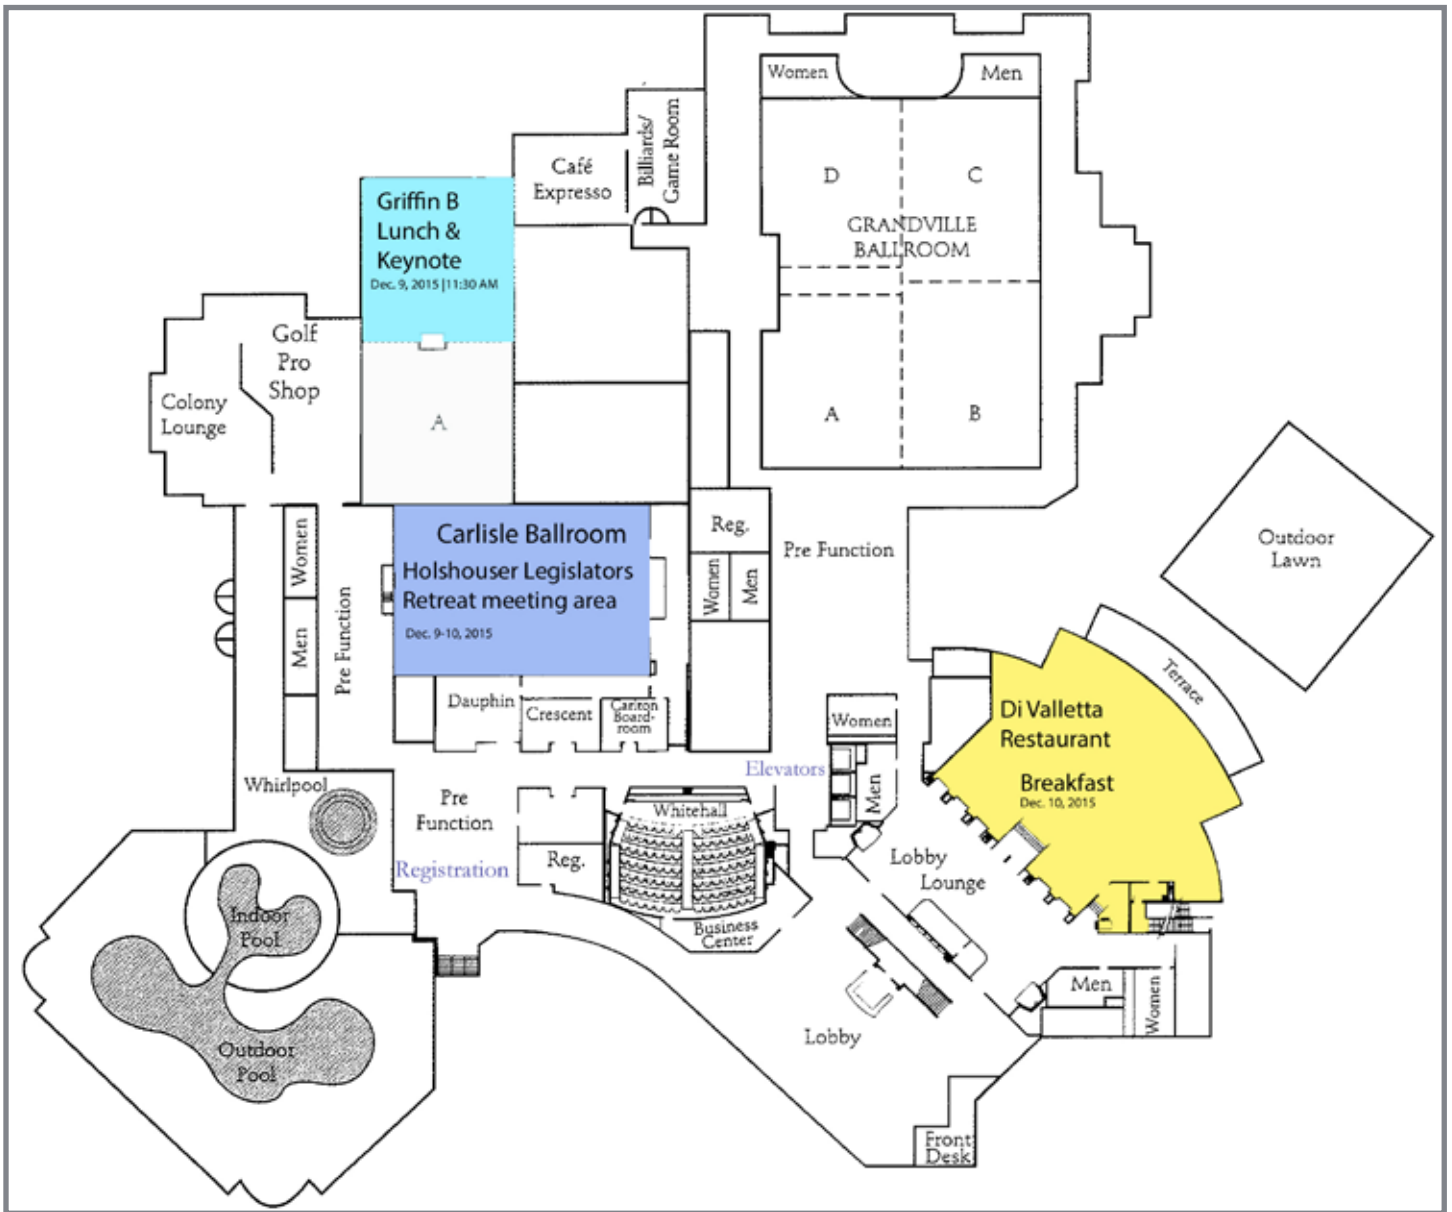 Women
Men
D
C
GRANDVILLE
BALLROOM
A
B
Billiards/
Game Room
Café
Expresso
Griffin B
Lunch &
Keynote
Dec. 9, 2015 |11:30 AM
Golf
Pro
Shop
Colony
Lounge
A
Carlisle Ballroom
Holshouser Legislators
Retreat meeting area
Dec. 9-10, 2015
Reg.
Women
Men
Pre Function
Outdoor
Lawn
Women
Men
Pre Function
Dauphin
Crescent
Carlton
Board-
room
Terrace
Di Valletta
Restaurant
Breakfast
Dec. 10, 2015
Women
Men
Elevators
Whirlpool
Pre
Function
Registration
Reg.
Whitehall
Business
Center
Lobby
Lounge
Indoor
Pool
Outdoor
Pool
Lobby
Men
Women
Front
Desk